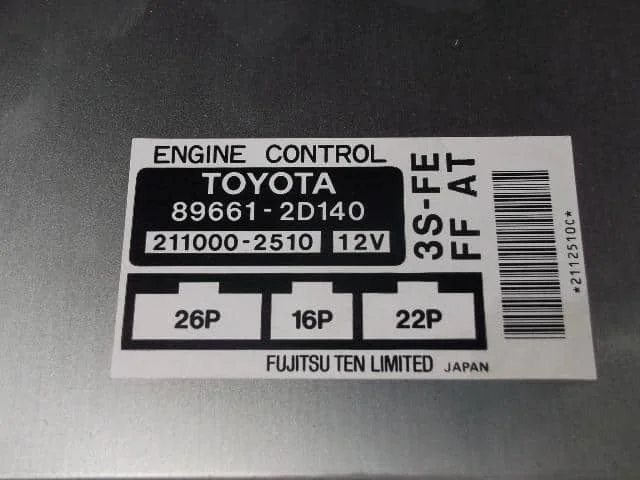 ENGINE CONTROL
TOYOTA
89661-2D140
211000-2510 12V
3S-FE
FF AT
*2112510C*
26P 16P 22P
FUJITSU TEN LIMITED JAPAN